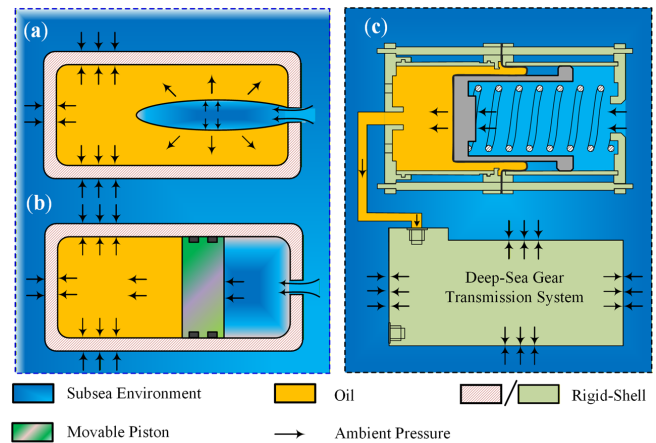 (a)
(b)
(c)
Deep-Sea Gear
Transmission System
Subsea Environment
Oil
/
Rigid-Shell
Movable Piston
Ambient Pressure